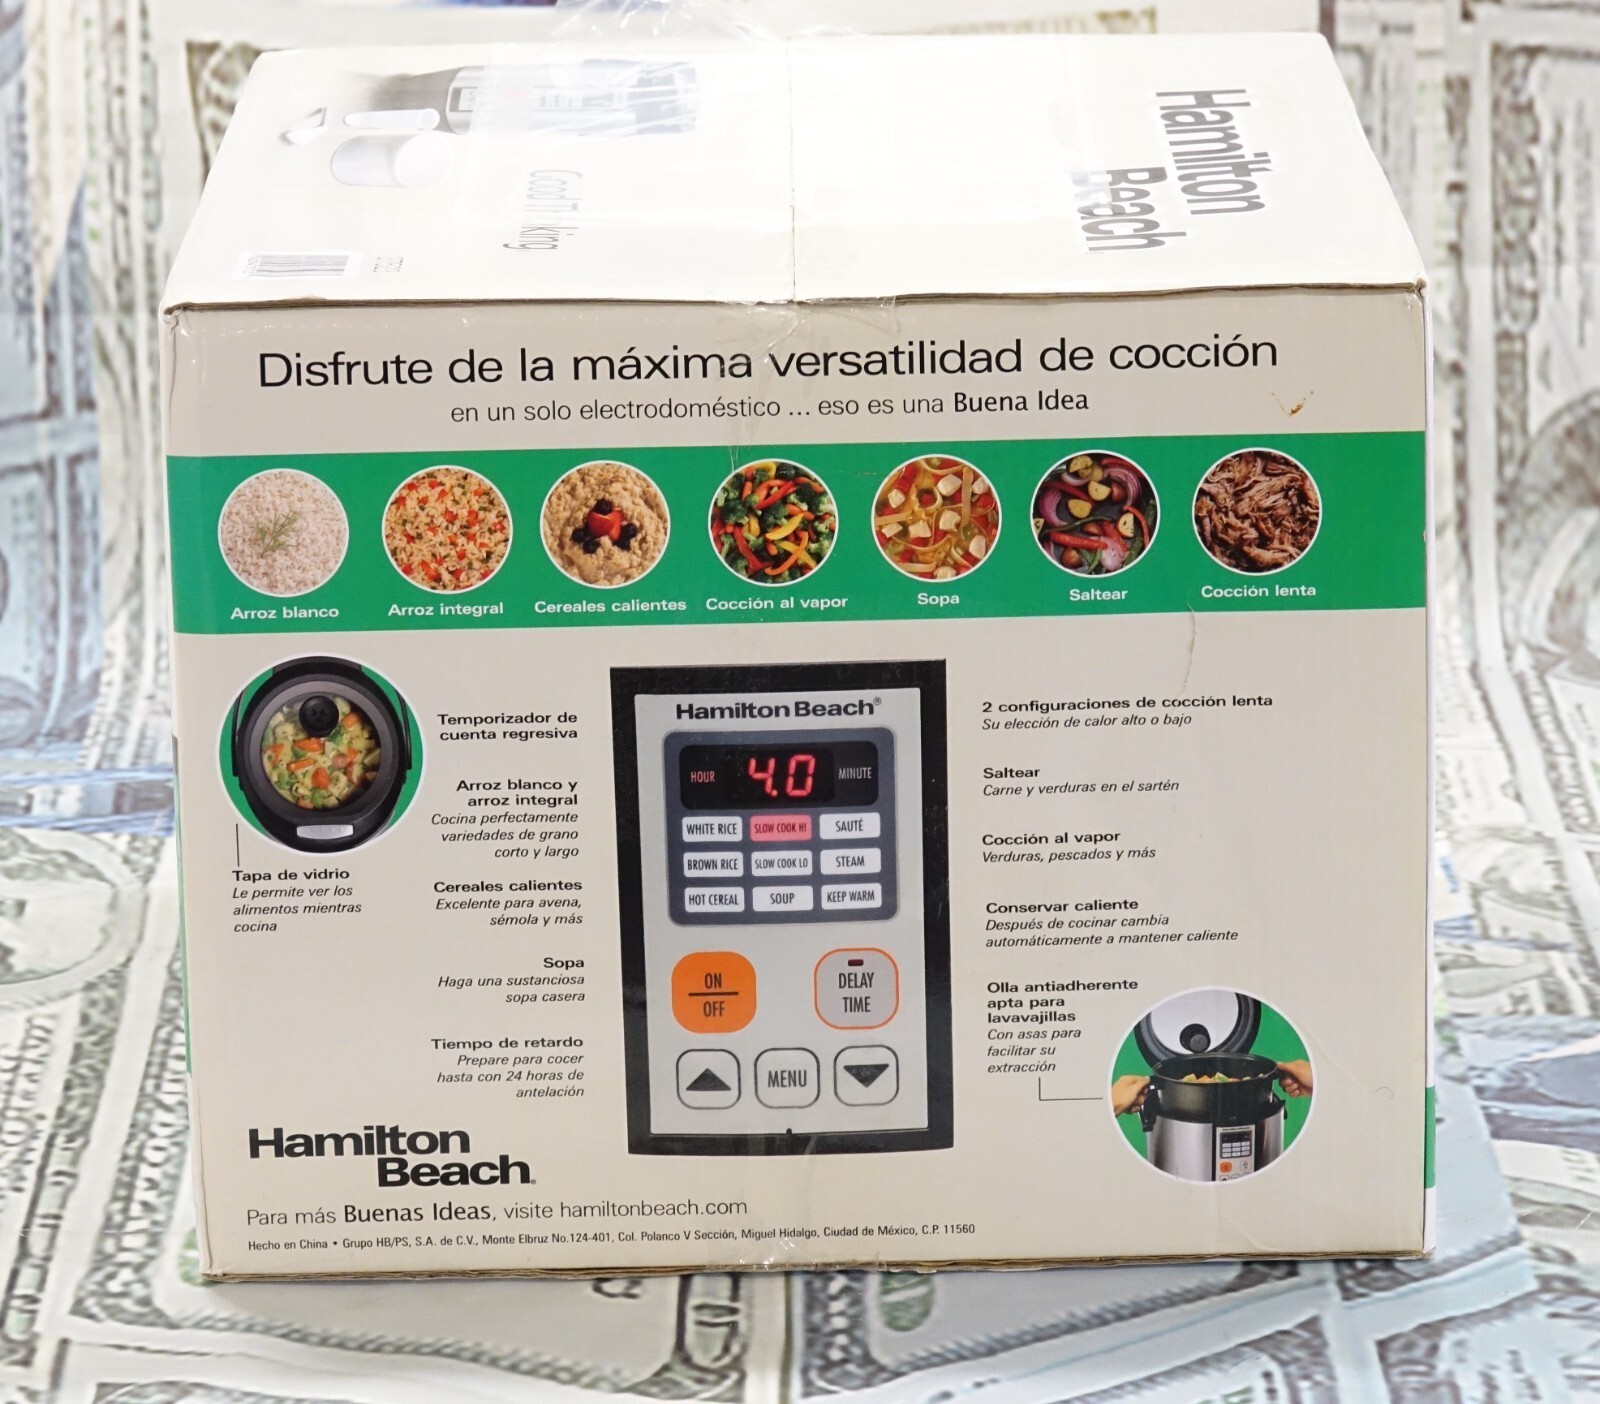 Hamilton
Beach
Good Thinking
Disfrute de la máxima versatilidad de cocción
en un solo electrodoméstico ... eso es una Buena Idea
Arroz blanco
Arroz integral
Cereales calientes
Cocción al vapor
Sopa
Saltear
Cocción lenta
Tapa de vidrio
Le permite ver los
alimentos mientras
cocina
Temporizador de
cuenta regresiva
Arroz blanco y
arroz integral
Cocina perfectamente
variedades de grano
corto y largo
Cereales calientes
Excelente para avena,
sémola y más
Sopa
Haga una sustanciosa
sopa casera
Tiempo de retardo
Prepare para cocer
hasta con 24 horas de
antelación
Hamilton Beach®
HOUR 4.0 MINUTE
WHITE RICE SLOW COOK HI SAUTÉ
BROWN RICE SLOW COOK LO STEAM
HOT CEREAL SOUP KEEP WARM
ON
OFF
DELAY
TIME
MENU
2 configuraciones de cocción lenta
Su elección de calor alto o bajo
Saltear
Carne y verduras en el sartén
Cocción al vapor
Verduras, pescados y más
Conservar caliente
Después de cocinar cambia
automáticamente a mantener caliente
Olla antiadherente
apta para
lavavajillas
Con asas para
facilitar su
extracción
Hamilton
Beach®
Para más Buenas Ideas, visite hamiltonbeach.com
Hecho en China • Grupo HB/PS, S.A. de C.V., Monte Elbruz No.124-401, Col. Polanco V Sección, Miguel Hidalgo, Ciudad de México, C.P. 11560